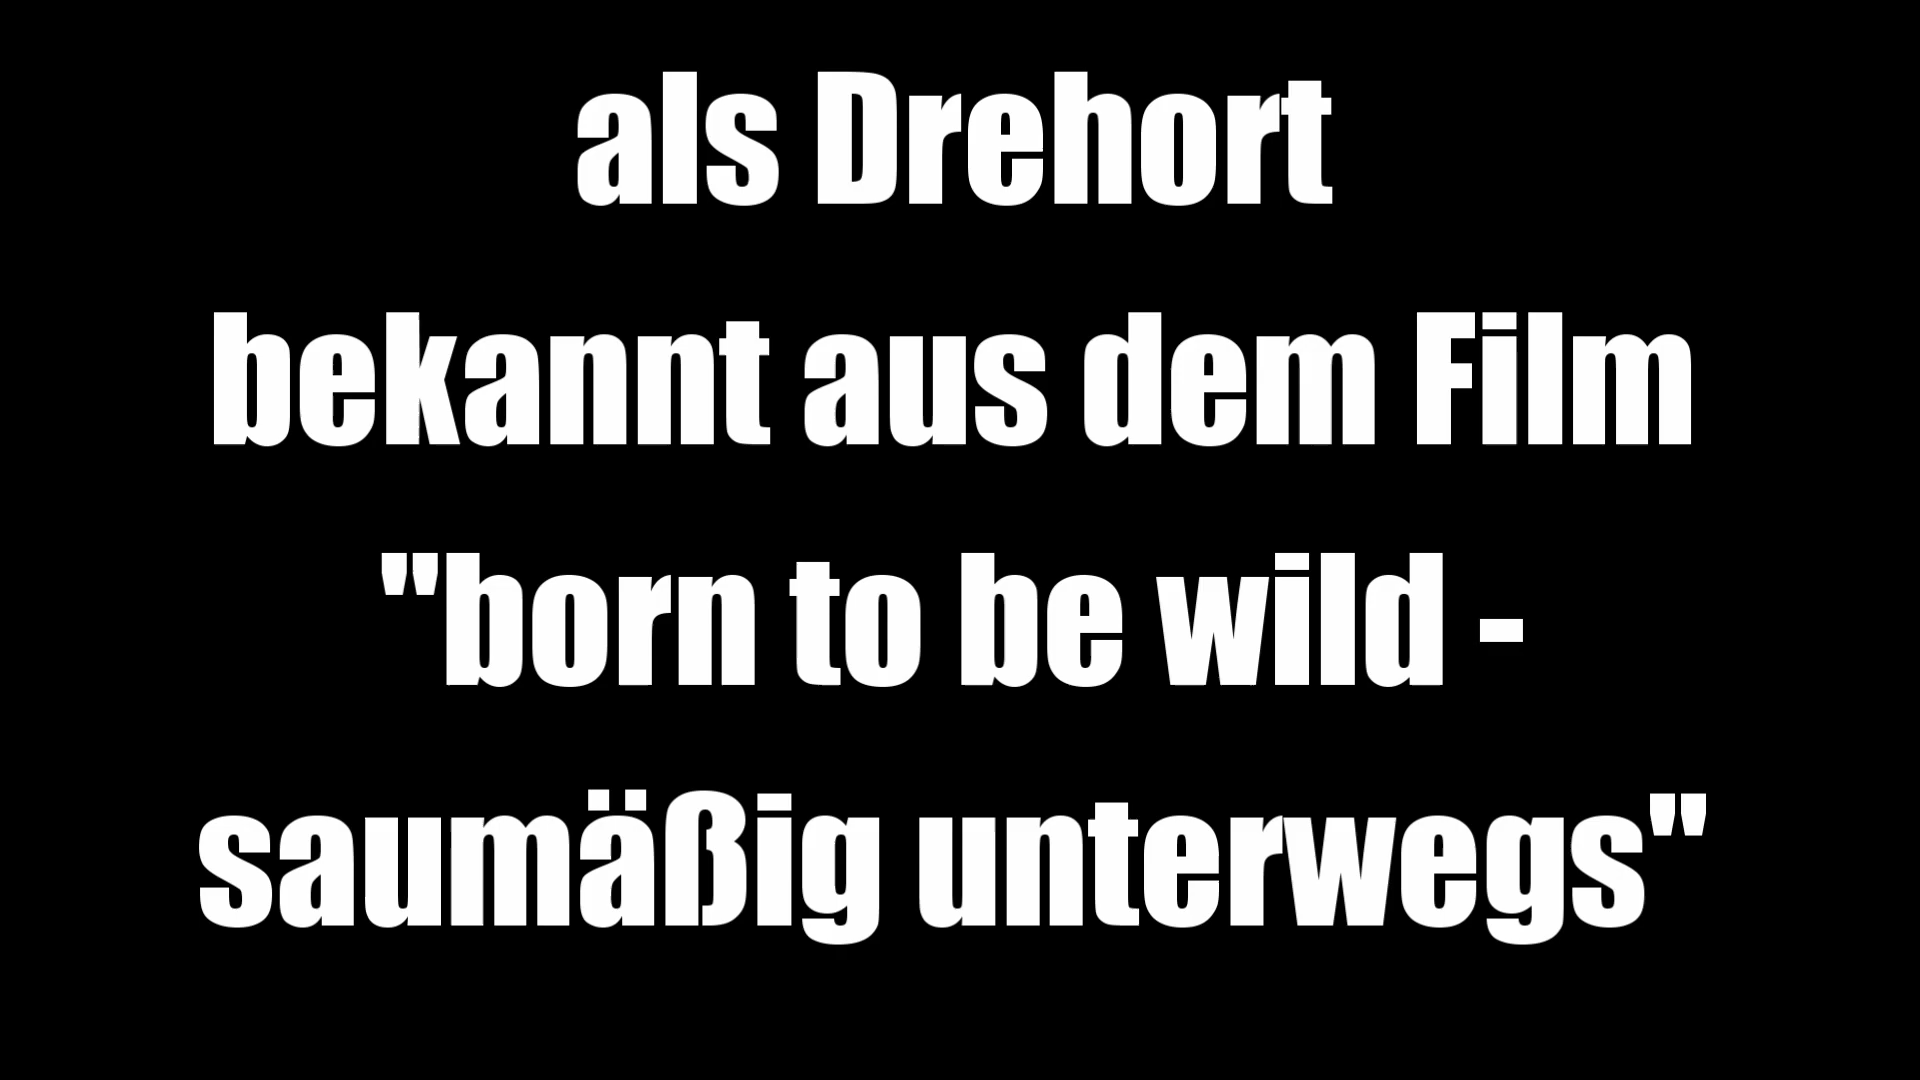 als Drehort
bekannt aus dem Film
"born to be wild -
saumäßig unterwegs"